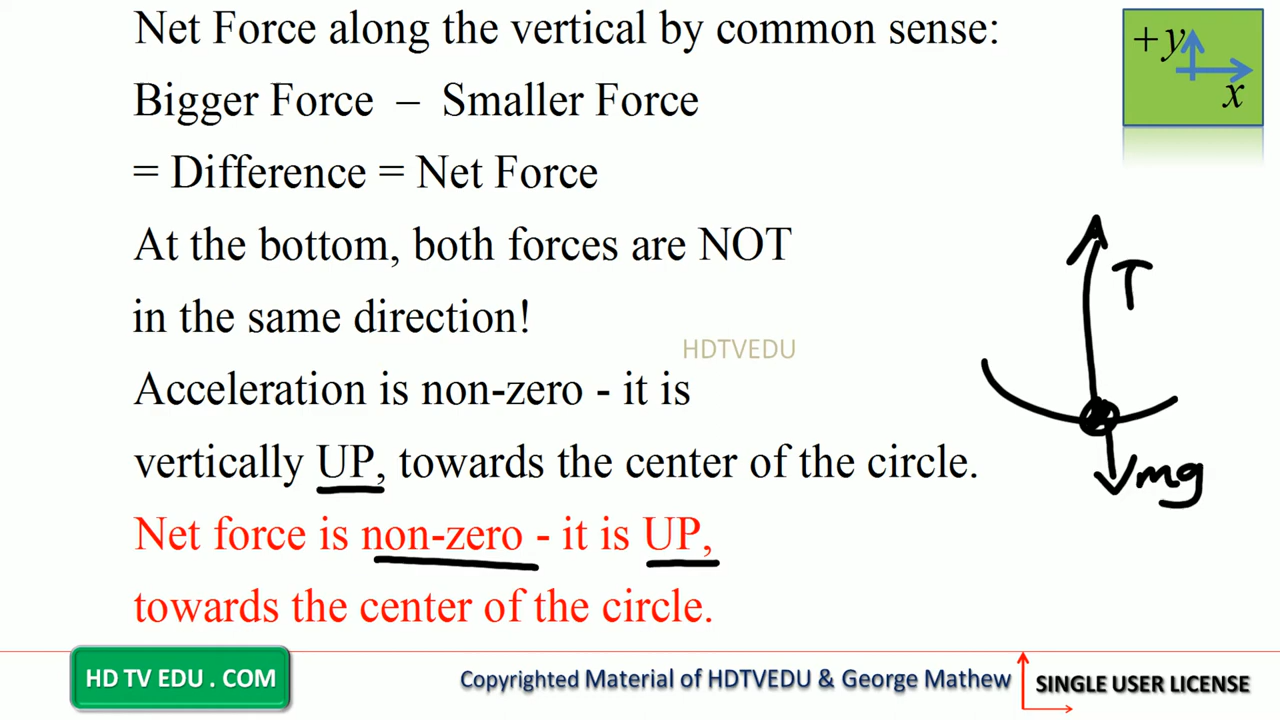 Net Force along the vertical by common sense:
+y
x
Bigger Force – Smaller Force
= Difference = Net Force
At the bottom, both forces are NOT
in the same direction!
T
HDTVEDU
Acceleration is non-zero - it is
vertically UP, towards the center of the circle.
mg
Net force is non-zero - it is UP,
towards the center of the circle.
HD TV EDU . COM
Copyrighted Material of HDTVEDU & George Mathew
SINGLE USER LICENSE